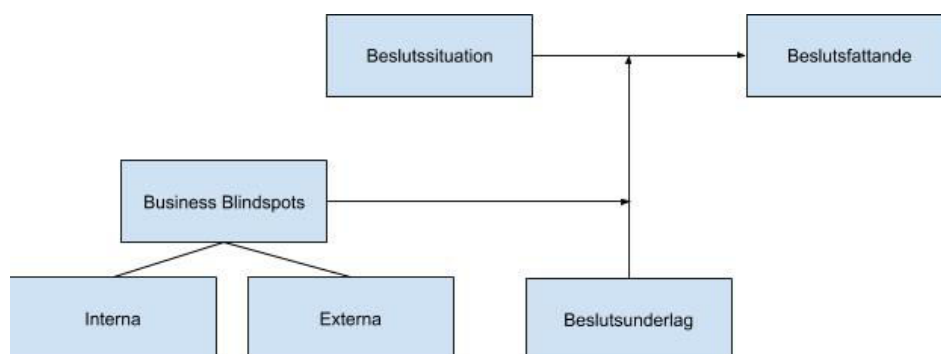 Beslutssituation
Beslutsfattande
Business Blindspots
Interna
Externa
Beslutsunderlag